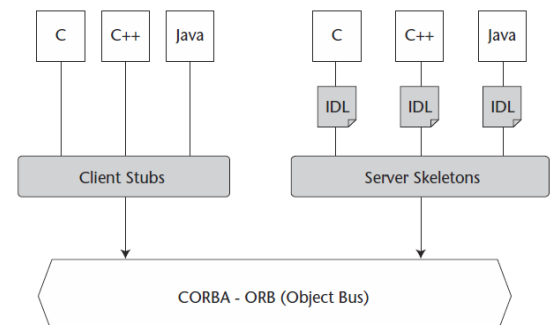 C C++ Java C C++ Java
IDL IDL IDL
Client Stubs Server Skeletons
CORBA - ORB (Object Bus)